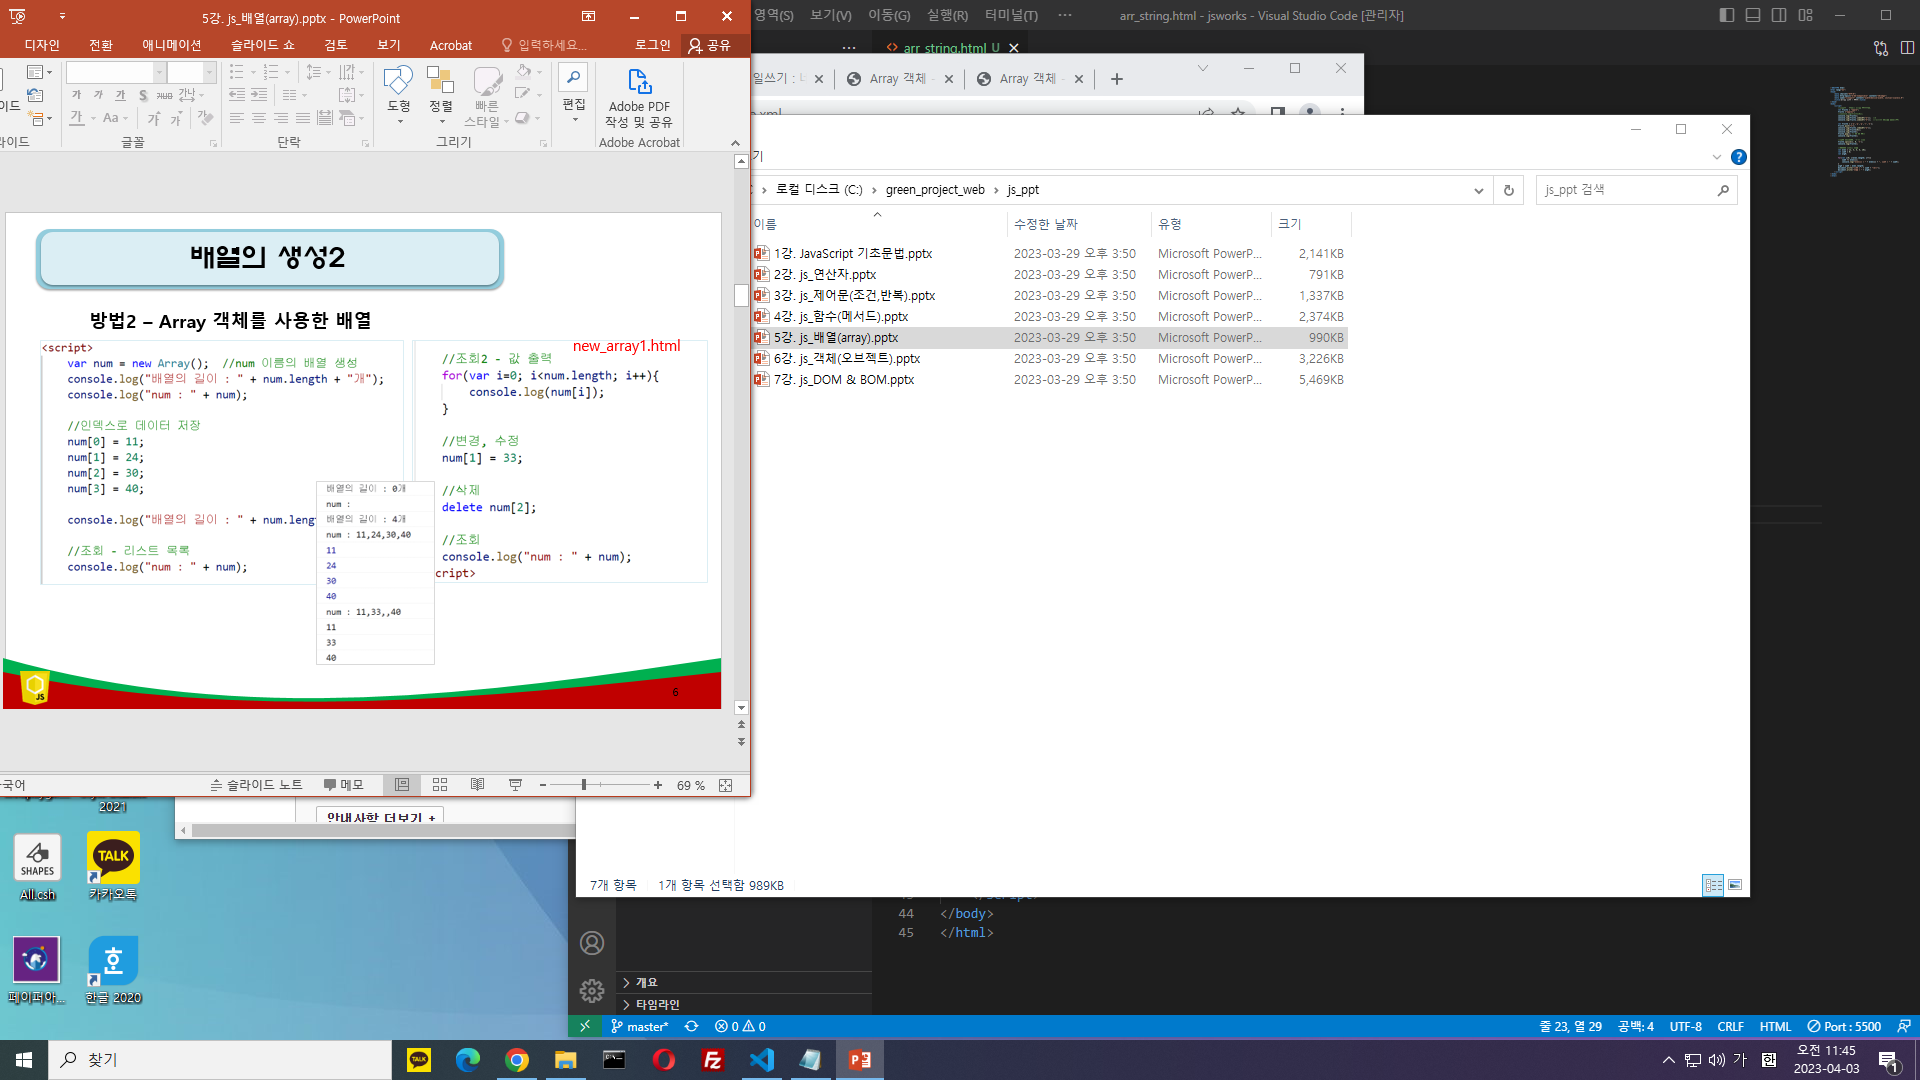 5강. js_배열(array).pptx - PowerPoint
디자인 전환 애니메이션 슬라이드 쇼 검토 보기 Acrobat 입력하세요... 로그인 공유
가 가 가 S abc 간
가 Aa 가 가
글꼴
단락
도형
정렬
빠른
스타일
그리기
편집
Adobe PDF
작성 및 공유
Adobe Acrobat
배열의 생성2
방법2 – Array 객체를 사용한 배열
<script>
var num = new Array(); //num 이름의 배열 생성
console.log("배열의 길이 : " + num.length + "개");
console.log("num : " + num);
//인덱스로 데이터 저장
num[0] = 11;
num[1] = 24;
num[2] = 30;
num[3] = 40;
console.log("배열의 길이 : " + num.lengt
//조회 - 리스트 목록
console.log("num : " + num);
new_array1.html
//조회2 - 값 출력
for(var i=0; i<num.length; i++){
console.log(num[i]);
}
//변경, 수정
num[1] = 33;
//삭제
delete num[2];
//조회
console.log("num : " + num);
cript>
배열의 길이 : 0개
num :
배열의 길이 : 4개
num : 11,24,30,40
11
24
30
40
num : 11,33,,40
11
33
40
JS
6
국어 슬라이드 노트 메모 69 %
안내사항 더보기 +
영역(S) 보기(V) 이동(G) 실행(R) 터미널(T) ··· arr_string.html - jsworks - Visual Studio Code [관리자]
arr_string.html U
일쓰기 :
Array 객체
Array 객체
로컬 디스크 (C:) › green_project_web › js_ppt
js_ppt 검색
이름 수정한 날짜 유형 크기
1강. JavaScript 기초문법.pptx 2023-03-29 오후 3:50 Microsoft PowerP... 2,141KB
2강. js_연산자.pptx 2023-03-29 오후 3:50 Microsoft PowerP... 791KB
3강. js_제어문(조건,반복).pptx 2023-03-29 오후 3:50 Microsoft PowerP... 1,337KB
4강. js_함수(메서드).pptx 2023-03-29 오후 3:50 Microsoft PowerP... 2,374KB
5강. js_배열(array).pptx 2023-03-29 오후 3:50 Microsoft PowerP... 990KB
6강. js_객체(오브젝트).pptx 2023-03-29 오후 3:50 Microsoft PowerP... 3,226KB
7강. js_DOM & BOM.pptx 2023-03-29 오후 3:50 Microsoft PowerP... 5,469KB
7개 항목 1개 항목 선택함 989KB
44 </body>
45 </html>
개요
타임라인
master* 0 0 줄 23, 열 29 공백: 4 UTF-8 CRLF HTML Port : 5500
2021
SHAPES
All.csh
TALK
카카오톡
페이퍼아...
한글 2020
찾기
TALK
가 한
오전 11:45
2023-04-03
1